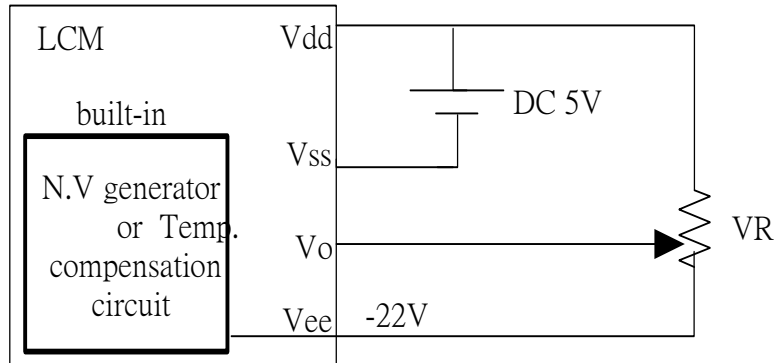 LCM
Vdd
DC 5V
built-in
Vss
N.V generator
or Temp.
compensation
circuit
Vo
VR
Vee
-22V